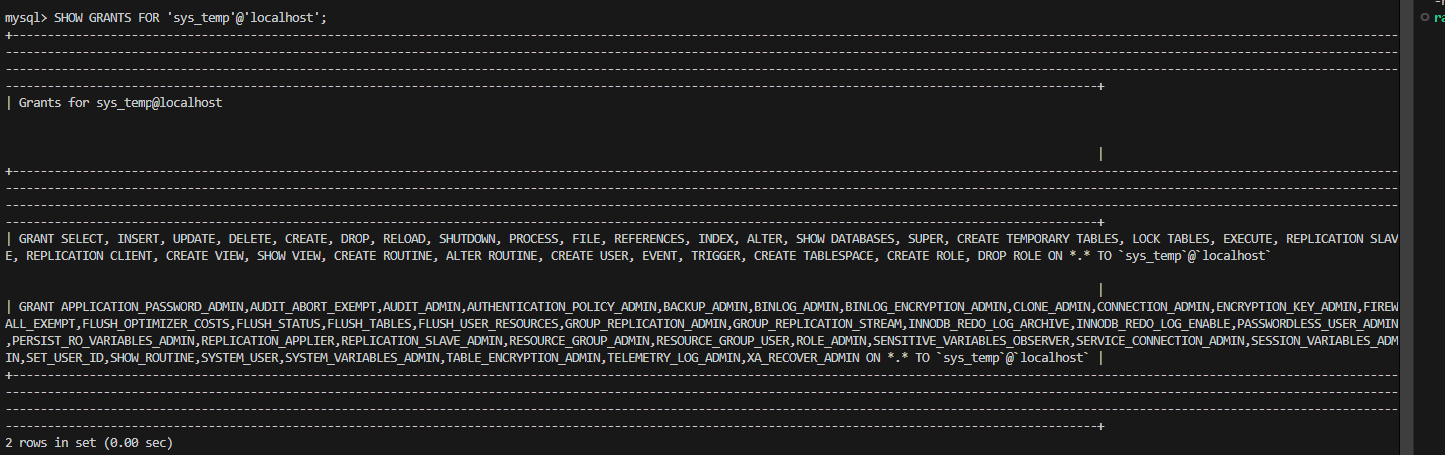 mysql> SHOW GRANTS FOR 'sys_temp'@'localhost';
+------------------------------------------------------------------------------------------------------------------------
------------------------------------------------------------------------------------------------------------------------
------------------------------------------------------------------------------------------------------------------------
------------------------------------------------------------------------------------------------+
| Grants for sys_temp@localhost
|
+------------------------------------------------------------------------------------------------------------------------
------------------------------------------------------------------------------------------------------------------------
------------------------------------------------------------------------------------------------------------------------
------------------------------------------------------------------------------------------------+
| GRANT SELECT, INSERT, UPDATE, DELETE, CREATE, DROP, RELOAD, SHUTDOWN, PROCESS, FILE, REFERENCES, INDEX, ALTER, SHOW DATABASES, SUPER, CREATE TEMPORARY TABLES, LOCK TABLES, EXECUTE, REPLICATION SLAV
E, REPLICATION CLIENT, CREATE VIEW, SHOW VIEW, CREATE ROUTINE, ALTER ROUTINE, CREATE USER, EVENT, TRIGGER, CREATE TABLESPACE, CREATE ROLE, DROP ROLE ON *.* TO `sys_temp`@`localhost`
|
| GRANT APPLICATION_PASSWORD_ADMIN,AUDIT_ABORT_EXEMPT,AUDIT_ADMIN,AUTHENTICATION_POLICY_ADMIN,BACKUP_ADMIN,BINLOG_ADMIN,BINLOG_ENCRYPTION_ADMIN,CLONE_ADMIN,CONNECTION_ADMIN,ENCRYPTION_KEY_ADMIN,FIREW
ALL_EXEMPT,FLUSH_OPTIMIZER_COSTS,FLUSH_STATUS,FLUSH_TABLES,FLUSH_USER_RESOURCES,GROUP_REPLICATION_ADMIN,GROUP_REPLICATION_STREAM,INNODB_REDO_LOG_ARCHIVE,INNODB_REDO_LOG_ENABLE,PASSWORDLESS_USER_ADMIN
,PERSIST_RO_VARIABLES_ADMIN,REPLICATION_APPLIER,REPLICATION_SLAVE_ADMIN,RESOURCE_GROUP_ADMIN,RESOURCE_GROUP_USER,ROLE_ADMIN,SENSITIVE_VARIABLES_OBSERVER,SERVICE_CONNECTION_ADMIN,SESSION_VARIABLES_ADM
IN,SET_USER_ID,SHOW_ROUTINE,SYSTEM_USER,SYSTEM_VARIABLES_ADMIN,TABLE_ENCRYPTION_ADMIN,TELEMETRY_LOG_ADMIN,XA_RECOVER_ADMIN ON *.* TO `sys_temp`@`localhost` |
+------------------------------------------------------------------------------------------------------------------------
------------------------------------------------------------------------------------------------------------------------
------------------------------------------------------------------------------------------------------------------------
------------------------------------------------------------------------------------------------+
2 rows in set (0.00 sec)